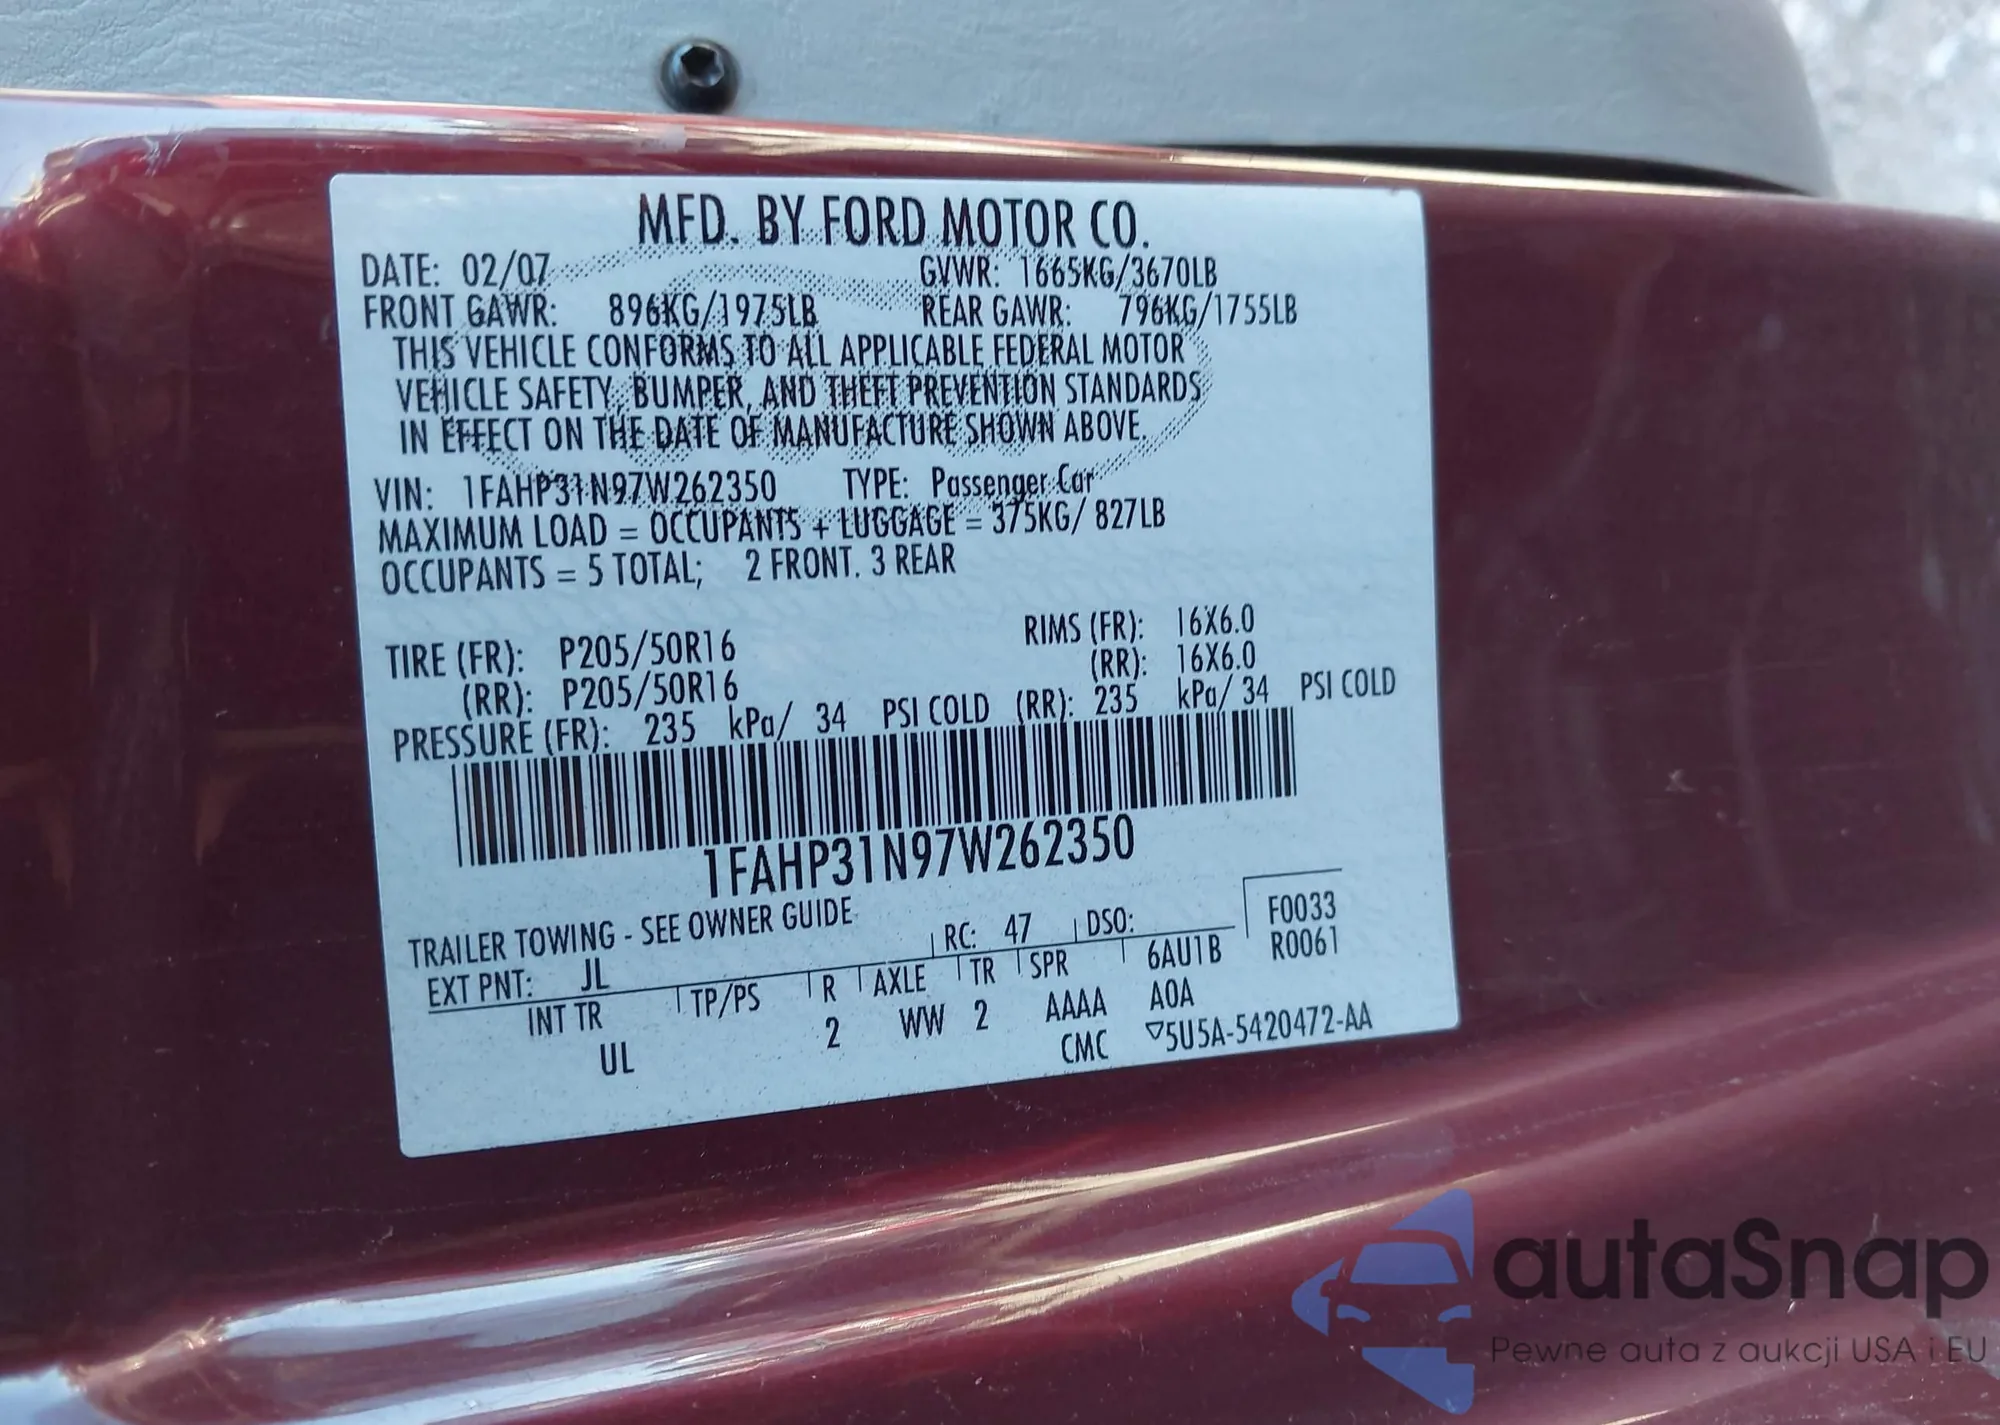 MFD. BY FORD MOTOR CO.
DATE: 02/07 GVWR: 1665KG/3670LB
FRONT GAWR: 896KG/1975LB REAR GAWR: 796KG/1755LB
THIS VEHICLE CONFORMS TO ALL APPLICABLE FEDERAL MOTOR
VEHICLE SAFETY, BUMPER, AND THEFT PREVENTION STANDARDS
IN EFFECT ON THE DATE OF MANUFACTURE SHOWN ABOVE.
VIN: 1FAHP31N97W262350 TYPE: Passenger Car
MAXIMUM LOAD = OCCUPANTS + LUGGAGE = 375KG/ 827LB
OCCUPANTS = 5 TOTAL; 2 FRONT. 3 REAR
TIRE (FR): P205/50R16 RIMS (FR): 16X6.0
(RR): P205/50R16 (RR): 16X6.0
PRESSURE (FR): 235 kPa/ 34 PSI COLD (RR): 235 kPa/ 34 PSI COLD
1FAHP31N97W262350
TRAILER TOWING - SEE OWNER GUIDE
F0033
EXT PNT: JL RC: 47 DSO: R0061
INT TR TP/PS R AXLE TR SPR 6AU1B
UL 2 WW 2 AAAA A0A
CMC ▽5U5A-5420472-AA
autaSnap
Pewne auta z aukcji USA i EU